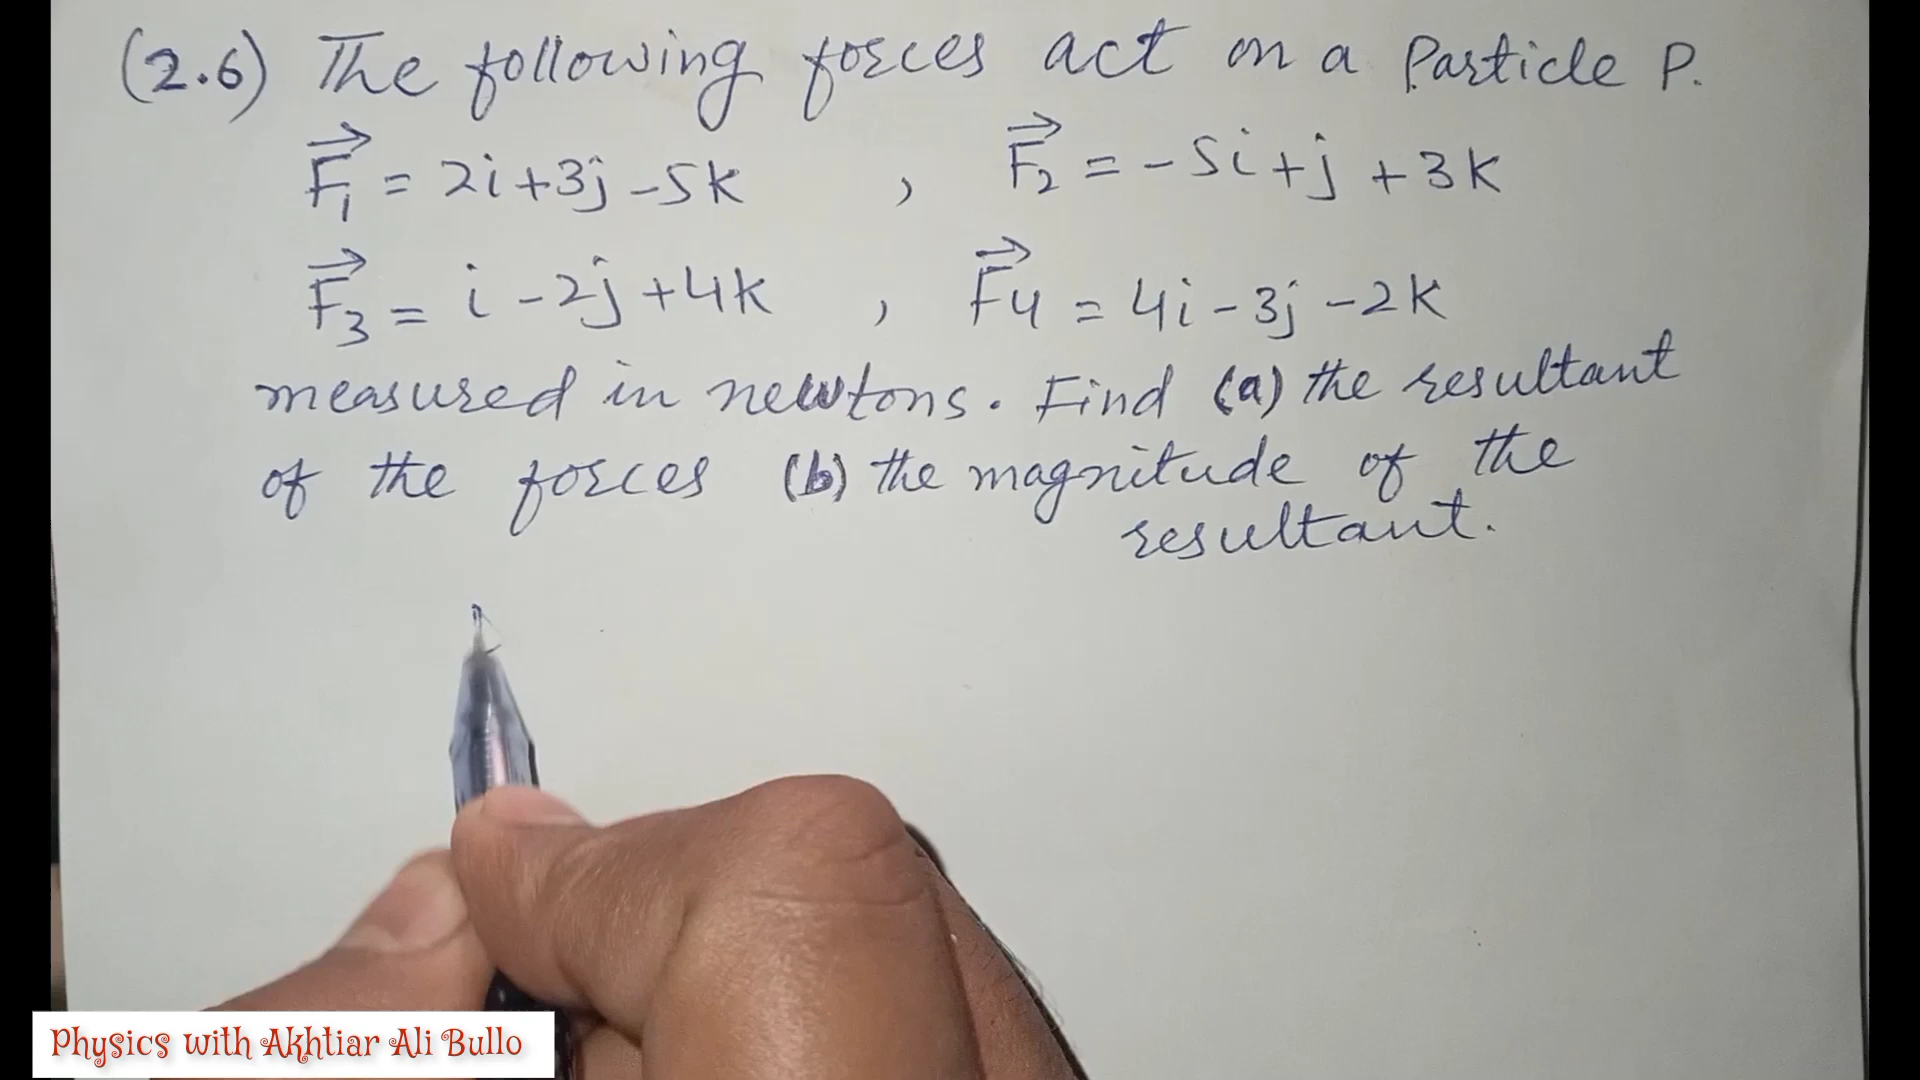 (2.6) The following forces act on a Particle P.
F₁ = 2i+3j-5k , F₂ = -5i+j+3k
F₃ = i-2j+4k , F4 = 4i-3j-2k
measured in newtons. Find (a) the resultant
of the forces (b) the magnitude of the
resultant.
Physics with Akhtiar Ali Bullo